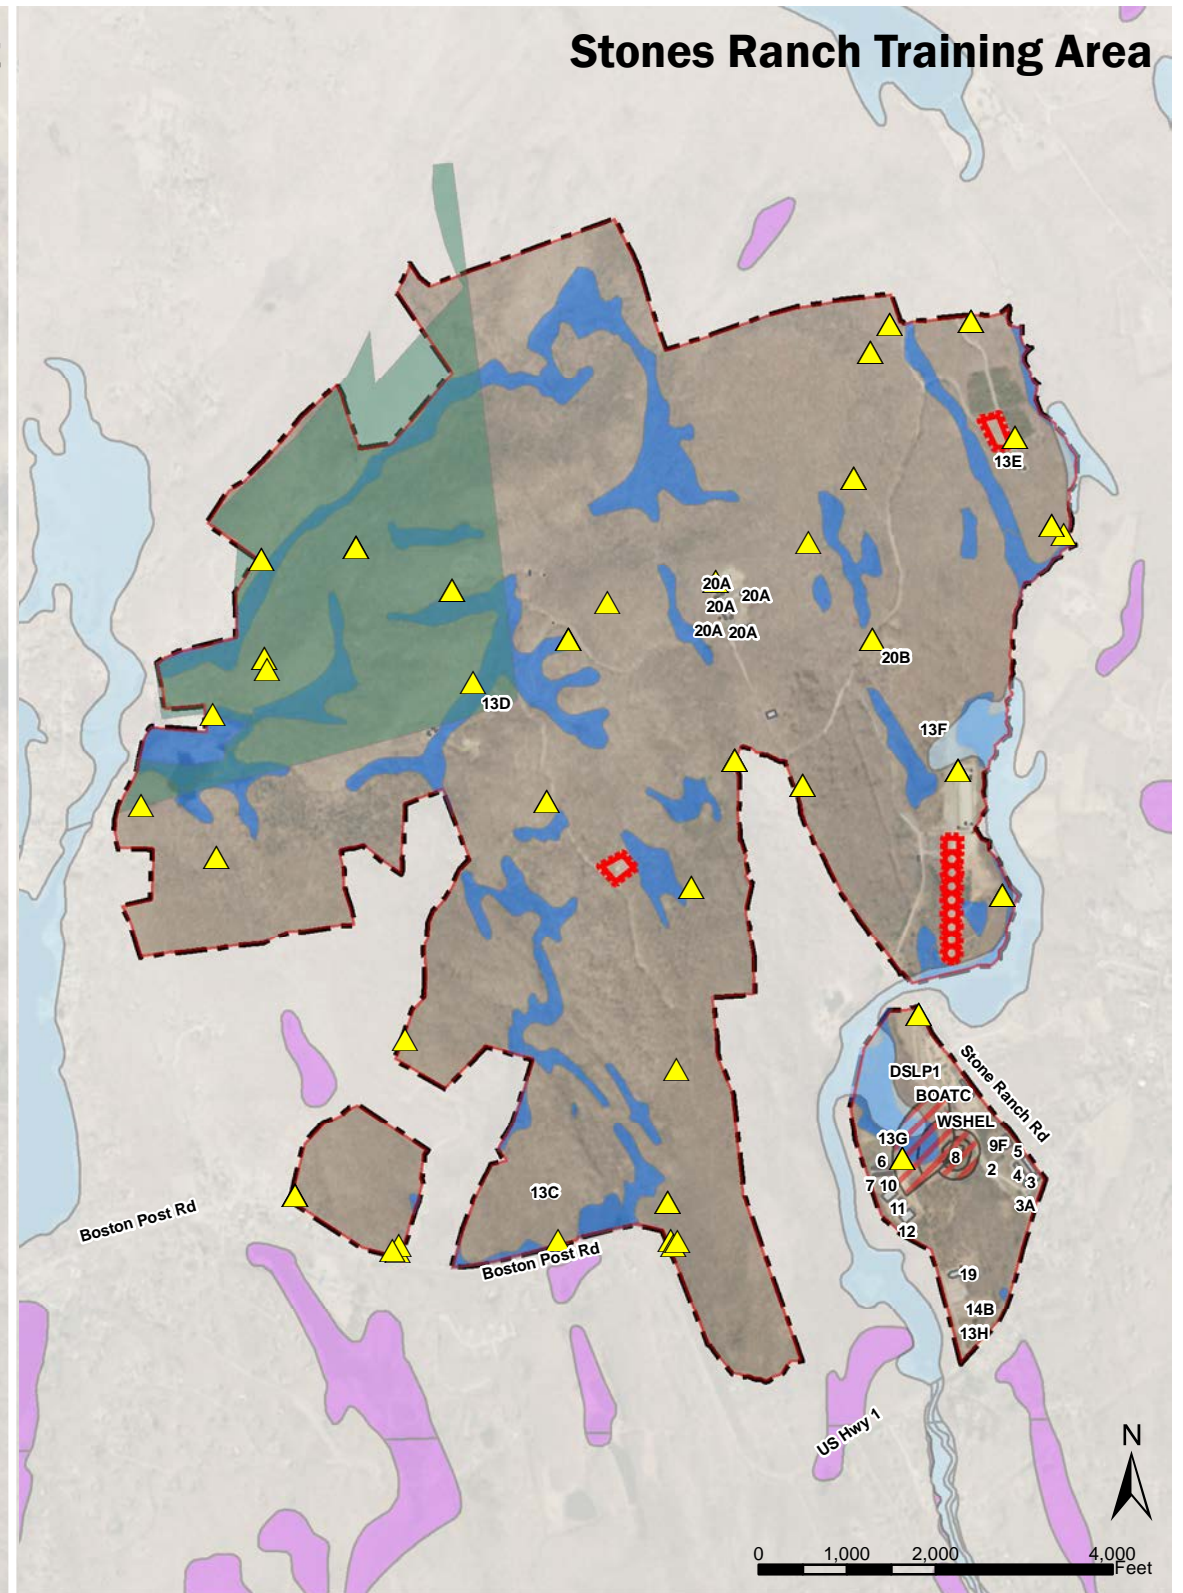 Stones Ranch Training Area
13E
20A
20A
20A
20A 20A
20B
13D
13F
Stone Ranch Rd
DSLP1
BOATC
WSHEL
13G
9F
5
6
8
2
4
3
7
10
3A
11
12
13C
Boston Post Rd
Boston Post Rd
19
14B
13H
US Hwy 1
N
0 1,000 2,000 4,000
Feet